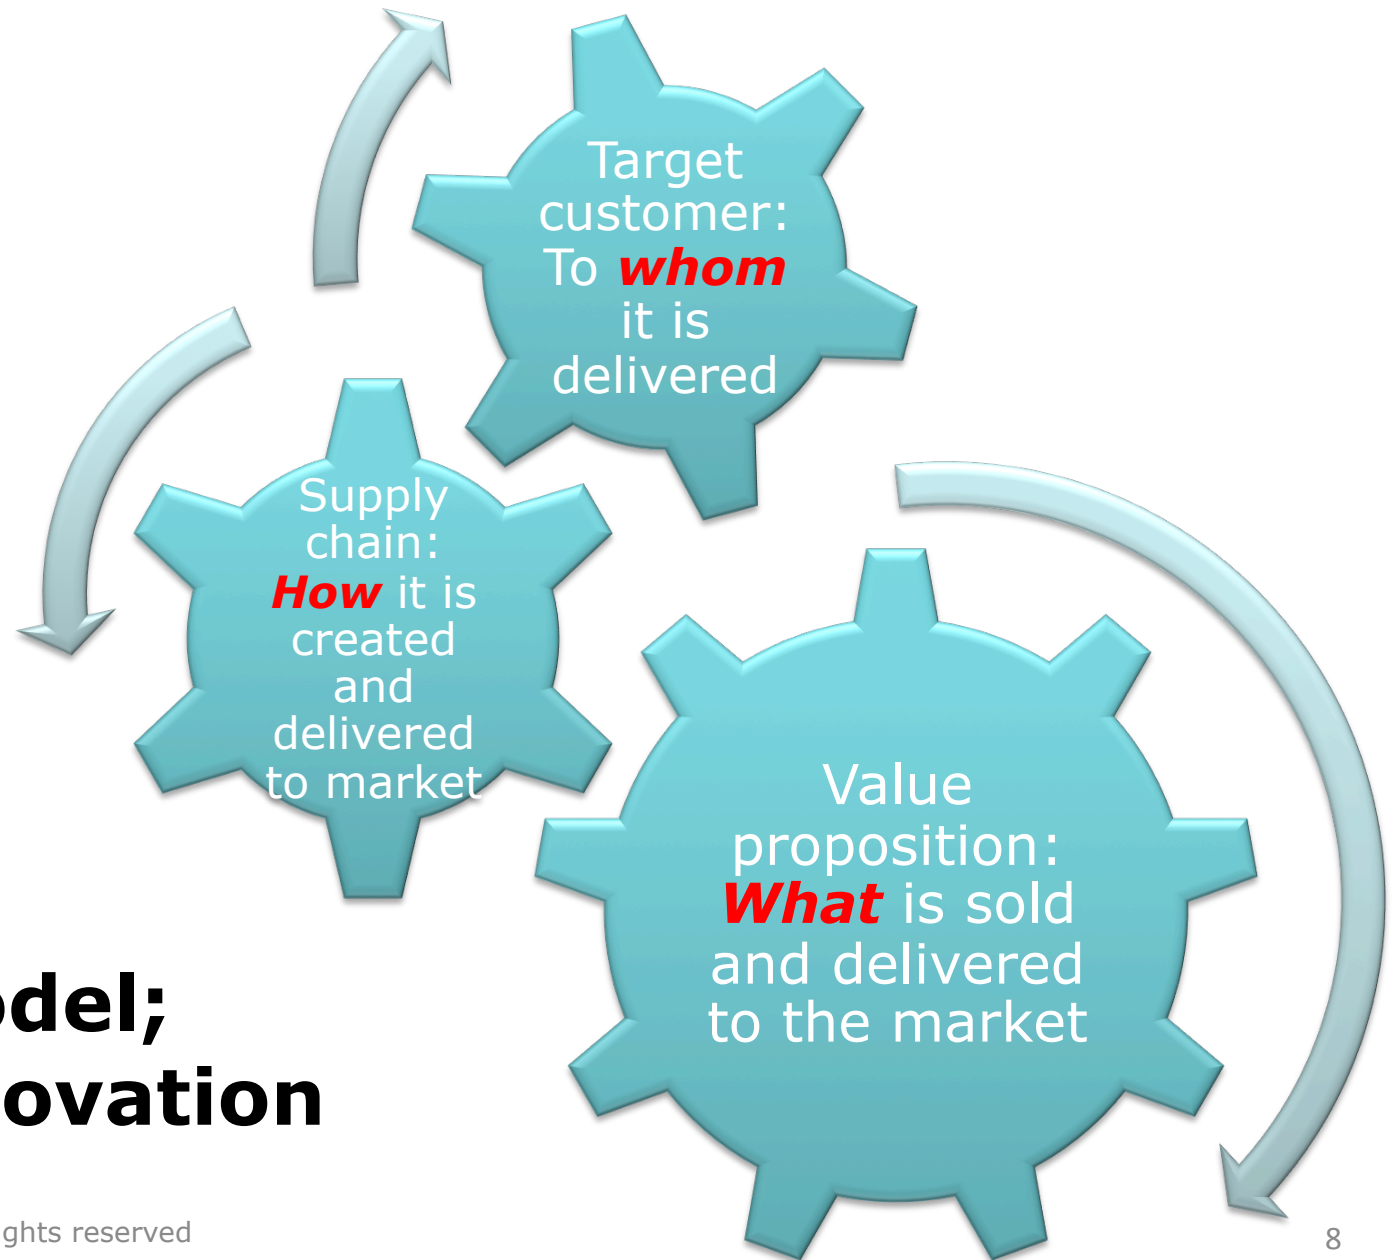 Target
customer:
To whom
it is
delivered
Supply
chain:
How it is
created
and
delivered
to market
Value
proposition:
What is sold
and delivered
to the market
odel;
ovation
ghts reserved
8